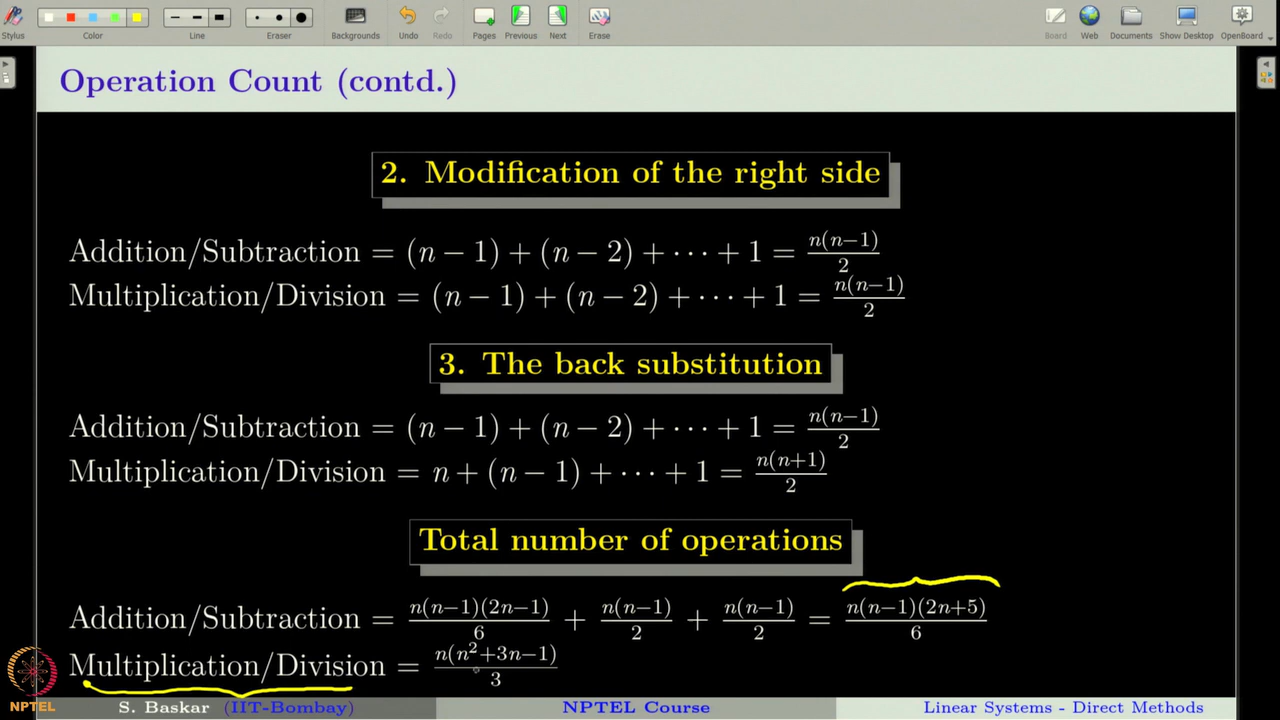 Stylus Color Line Eraser Backgrounds Undo Redo Pages Previous Next Erase Board Web Documents Show Desktop OpenBoard
Operation Count (contd.)
2. Modification of the right side
Addition/Subtraction = (n − 1) + (n − 2) + ⋯ + 1 = n(n−1)/2
Multiplication/Division = (n − 1) + (n − 2) + ⋯ + 1 = n(n−1)/2
3. The back substitution
Addition/Subtraction = (n − 1) + (n − 2) + ⋯ + 1 = n(n−1)/2
Multiplication/Division = n + (n − 1) + ⋯ + 1 = n(n+1)/2
Total number of operations
Addition/Subtraction = n(n−1)(2n−1)/6 + n(n−1)/2 + n(n−1)/2 = n(n−1)(2n+5)/6
Multiplication/Division = n(n²+3n−1)/3
NPTEL
S. Baskar (IIT-Bombay) NPTEL Course Linear Systems - Direct Methods